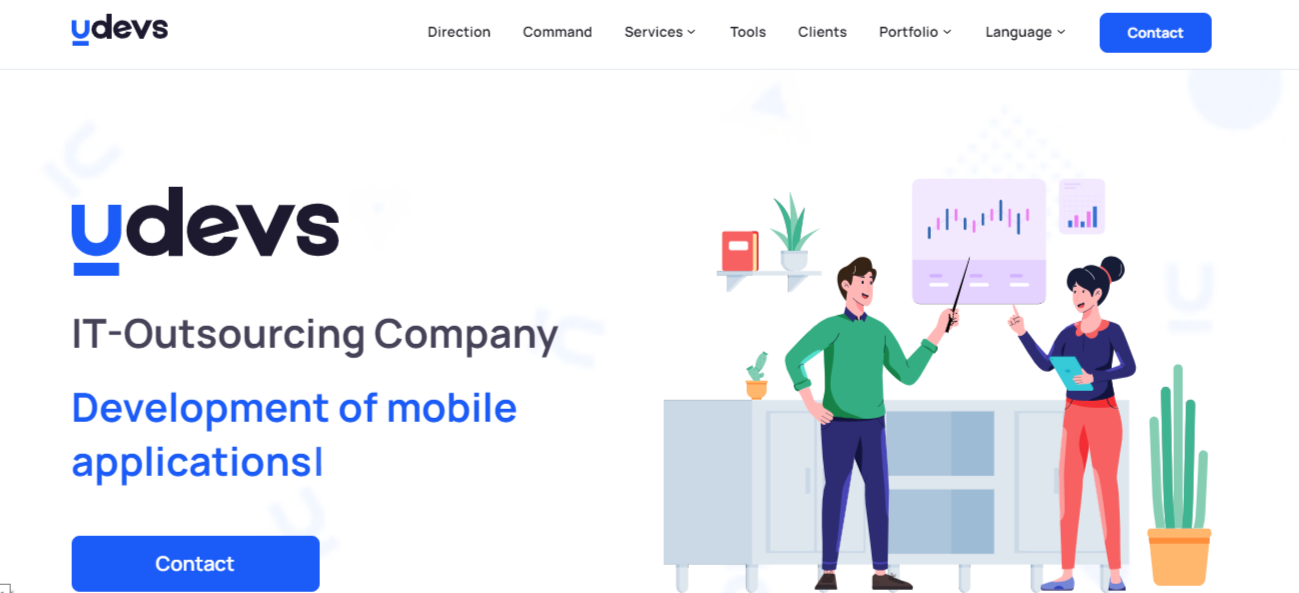 udevs
Direction Command Services Tools Clients Portfolio Language Contact
udevs
IT-Outsourcing Company
Development of mobile
applications
Contact